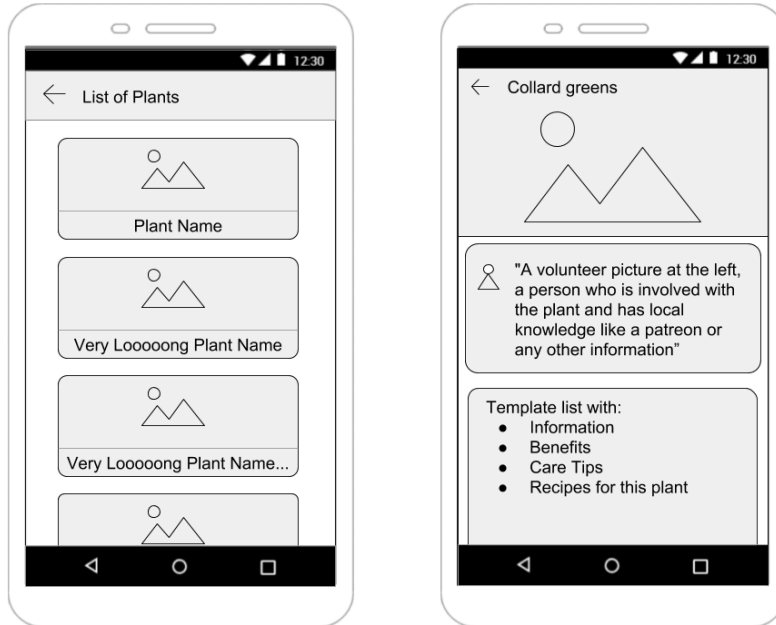 12:30
List of Plants
Plant Name
Very Looooong Plant Name
Very Looooong Plant Name...
12:30
Collard greens
"A volunteer picture at the left,
a person who is involved with
the plant and has local
knowledge like a patreon or
any other information”
Template list with:
● Information
● Benefits
● Care Tips
● Recipes for this plant